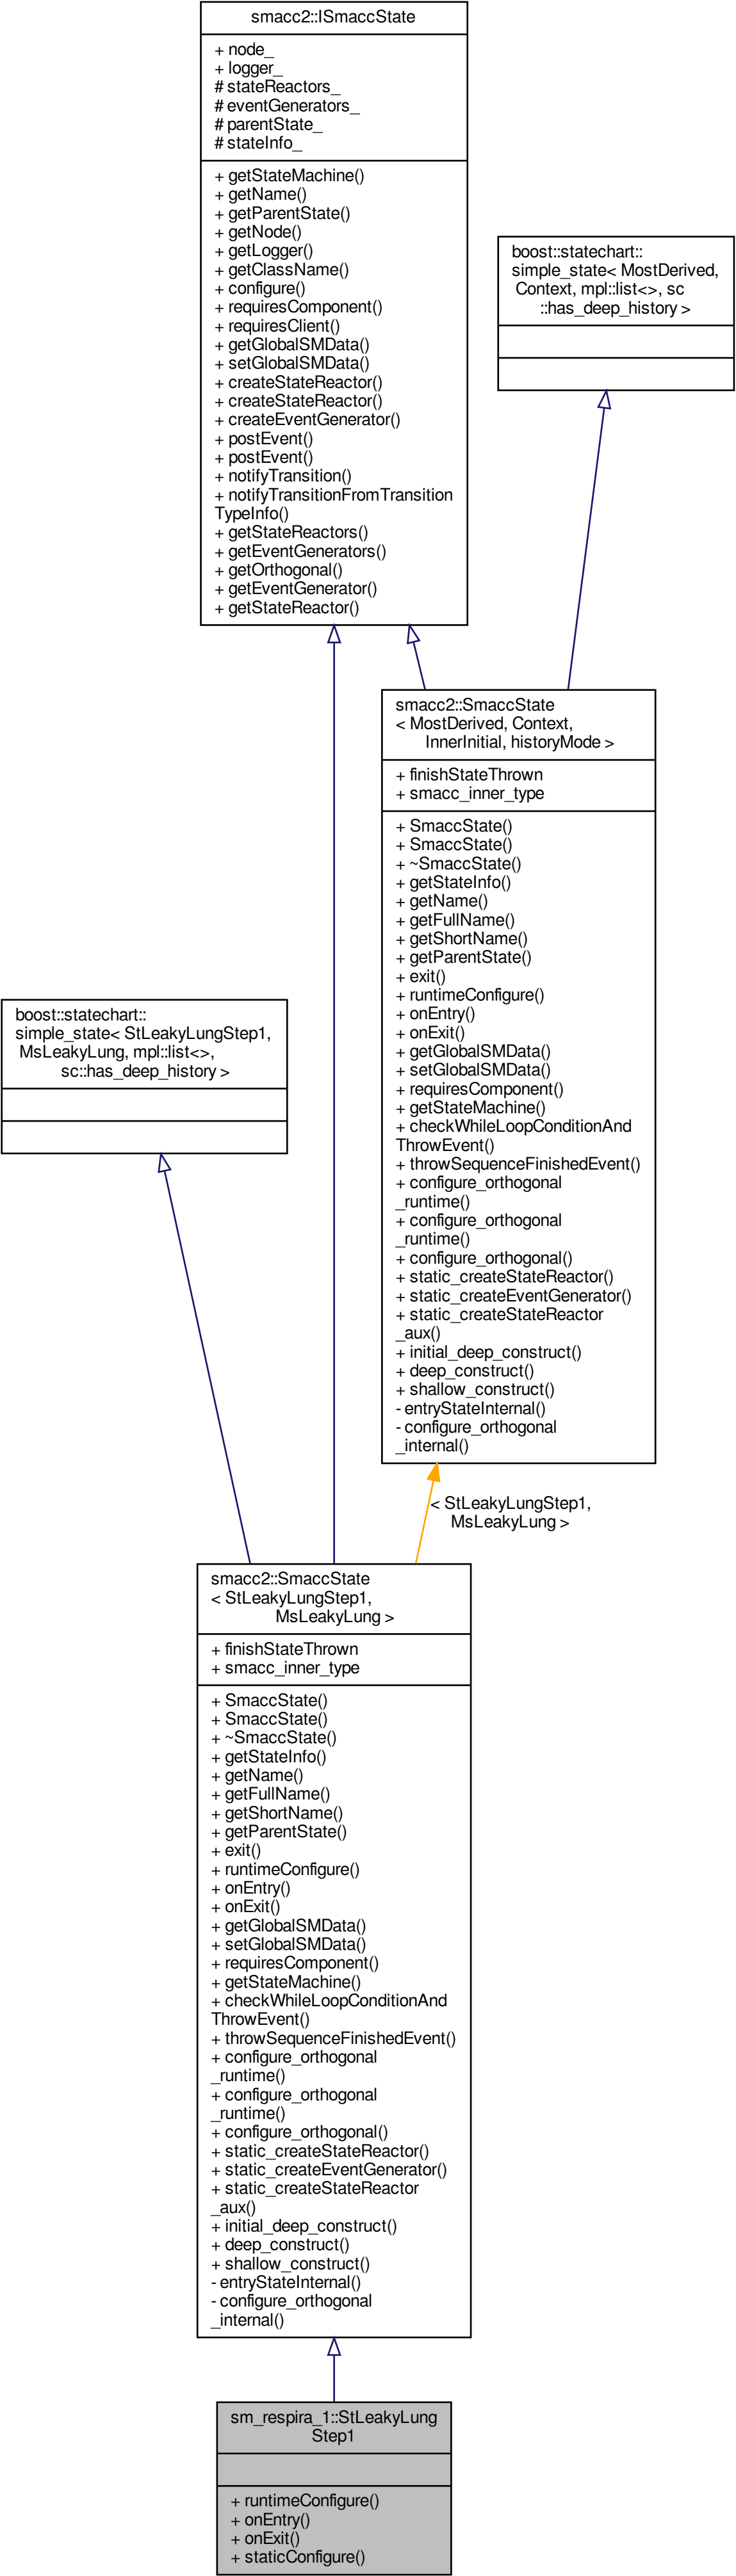 smacc2::ISmaccState
+ node_
+ logger_
# stateReactors_
# eventGenerators_
# parentState_
# stateInfo_
+ getStateMachine()
+ getName()
+ getParentState()
+ getNode()
+ getLogger()
+ getClassName()
+ configure()
+ requiresComponent()
+ requiresClient()
+ getGlobalSMData()
+ setGlobalSMData()
+ createStateReactor()
+ createStateReactor()
+ createEventGenerator()
+ postEvent()
+ postEvent()
+ notifyTransition()
+ notifyTransitionFromTransition
TypeInfo()
+ getStateReactors()
+ getEventGenerators()
+ getOrthogonal()
+ getEventGenerator()
+ getStateReactor()
boost::statechart::
simple_state< MostDerived,
Context, mpl::list<>, sc
::has_deep_history >
smacc2::SmaccState
< MostDerived, Context,
InnerInitial, historyMode >
+ finishStateThrown
+ smacc_inner_type
+ SmaccState()
+ SmaccState()
+ ~SmaccState()
+ getStateInfo()
+ getName()
+ getFullName()
+ getShortName()
+ getParentState()
+ exit()
+ runtimeConfigure()
+ onEntry()
+ onExit()
+ getGlobalSMData()
+ setGlobalSMData()
+ requiresComponent()
+ getStateMachine()
+ checkWhileLoopConditionAnd
ThrowEvent()
+ throwSequenceFinishedEvent()
+ configure_orthogonal
_runtime()
+ configure_orthogonal
_runtime()
+ configure_orthogonal()
+ static_createStateReactor()
+ static_createEventGenerator()
+ static_createStateReactor
_aux()
+ initial_deep_construct()
+ deep_construct()
+ shallow_construct()
- entryStateInternal()
- configure_orthogonal
_internal()
boost::statechart::
simple_state< StLeakyLungStep1,
MsLeakyLung, mpl::list<>,
sc::has_deep_history >
< StLeakyLungStep1,
MsLeakyLung >
smacc2::SmaccState
< StLeakyLungStep1,
MsLeakyLung >
+ finishStateThrown
+ smacc_inner_type
+ SmaccState()
+ SmaccState()
+ ~SmaccState()
+ getStateInfo()
+ getName()
+ getFullName()
+ getShortName()
+ getParentState()
+ exit()
+ runtimeConfigure()
+ onEntry()
+ onExit()
+ getGlobalSMData()
+ setGlobalSMData()
+ requiresComponent()
+ getStateMachine()
+ checkWhileLoopConditionAnd
ThrowEvent()
+ throwSequenceFinishedEvent()
+ configure_orthogonal
_runtime()
+ configure_orthogonal
_runtime()
+ configure_orthogonal()
+ static_createStateReactor()
+ static_createEventGenerator()
+ static_createStateReactor
_aux()
+ initial_deep_construct()
+ deep_construct()
+ shallow_construct()
- entryStateInternal()
- configure_orthogonal
_internal()
sm_respira_1::StLeakyLung
Step1
+ runtimeConfigure()
+ onEntry()
+ onExit()
+ staticConfigure()